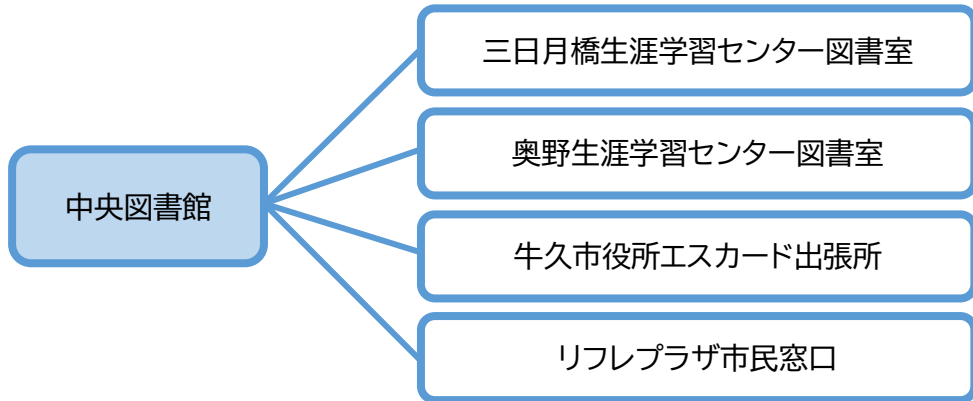 三日月橋生涯学習センター図書室
奥野生涯学習センター図書室
中央図書館
牛久市役所エスカード出張所
リフレプラザ市民窓口